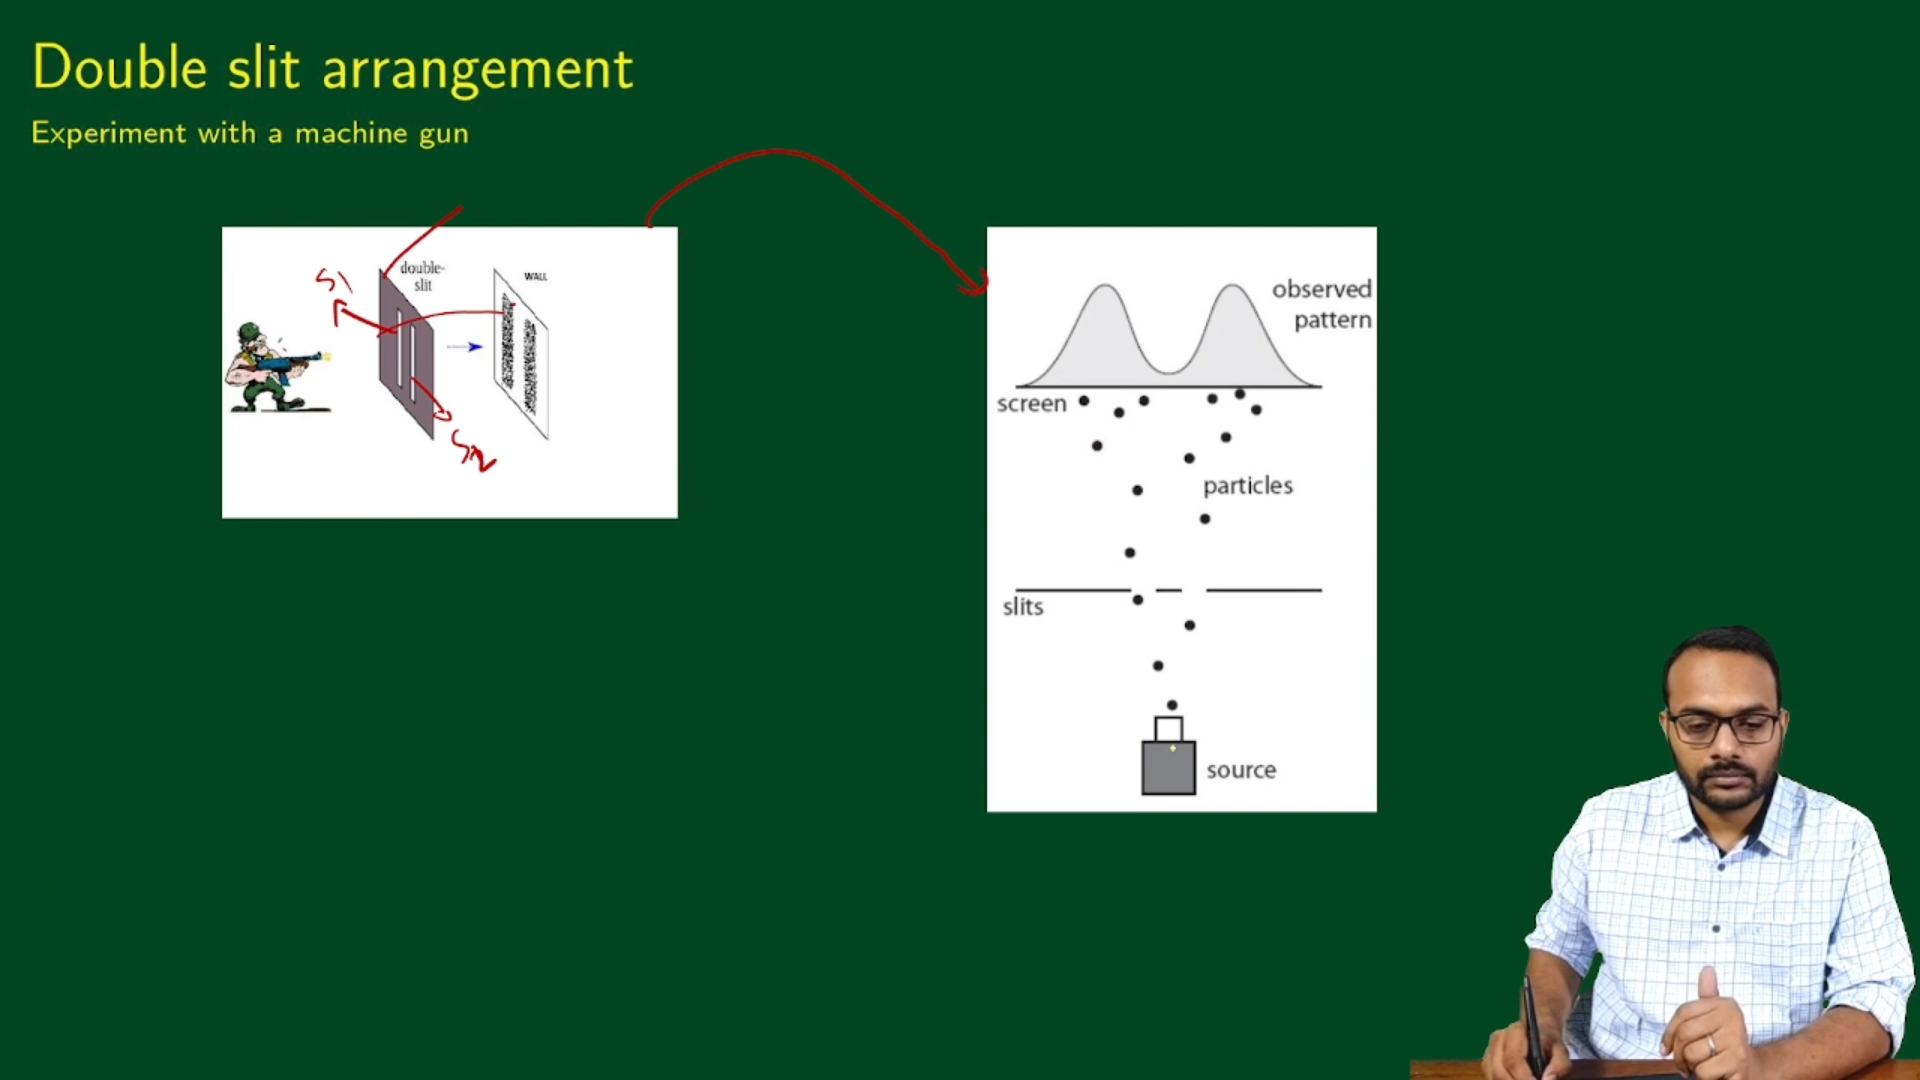 Double slit arrangement
Experiment with a machine gun
double-
slit
WALL
S1
S2
observed
pattern
screen
particles
slits
source